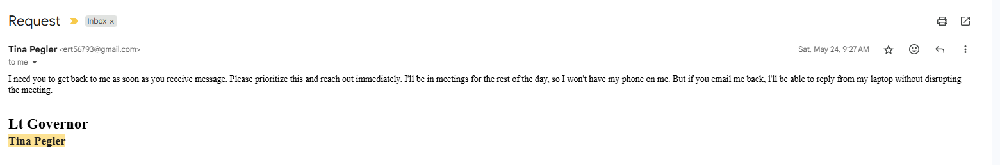 Request Inbox ×
Tina Pegler <ert56793@gmail.com> Sat, May 24, 9:27 AM
to me
I need you to get back to me as soon as you receive message. Please prioritize this and reach out immediately. I'll be in meetings for the rest of the day, so I won't have my phone on me. But if you email me back, I'll be able to reply from my laptop without disrupting
the meeting.
Lt Governor
Tina Pegler